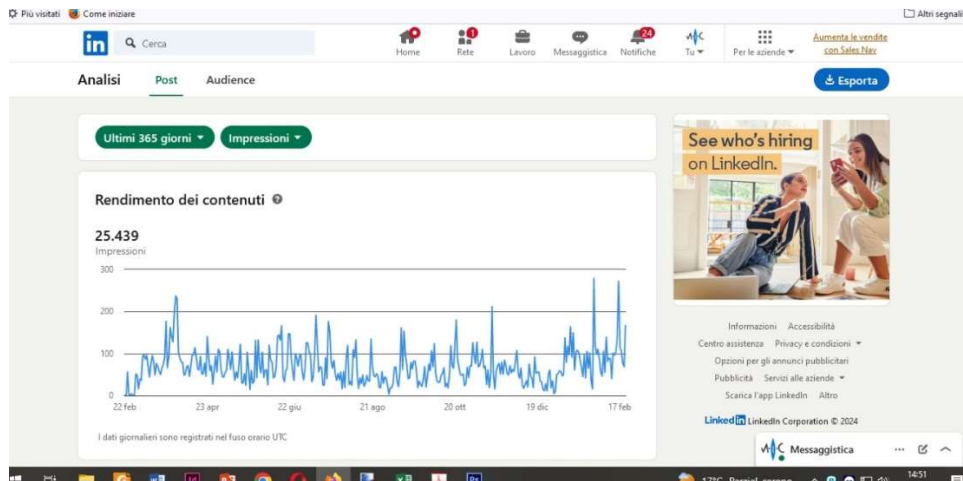 Più visitati
Come iniziare
Altri segnali
in
Cerca
Home
Rete
Lavoro
Messaggistica
24
Notifiche
Tu
Per le aziende
Aumenta le vendite
con Sales Nav
Analisi
Post
Audience
Esporta
Ultimi 365 giorni
Impressioni
See who's hiring
on LinkedIn.
Rendimento dei contenuti
25.439
Impressioni
300
200
100
0
22 feb
23 apr
22 giu
21 ago
20 ott
19 dic
17 feb
I dati giornalieri sono registrati nel fuso orario UTC
Informazioni Accessibilità
Centro assistenza Privacy e condizioni
Opzioni per gli annunci pubblicitari
Pubblicità Servizi alle aziende
Scarica l'app LinkedIn Altro
LinkedIn LinkedIn Corporation © 2024
Messaggistica
17°C
14:51